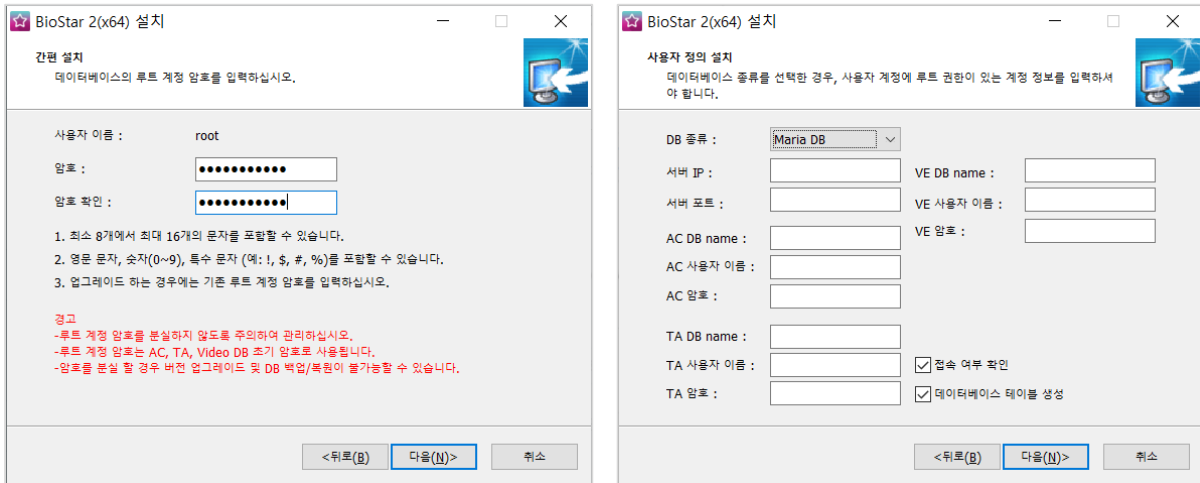 BioStar 2(x64) 설치
간편 설치
데이터베이스의 루트 계정 암호를 입력하십시오.
사용자 이름 : root
암호 : ●●●●●●●●●●●
암호 확인 : ●●●●●●●●●●●
1. 최소 8개에서 최대 16개의 문자를 포함할 수 있습니다.
2. 영문 문자, 숫자(0~9), 특수 문자 (예: !, $, #, %)를 포함할 수 있습니다.
3. 업그레이드 하는 경우에는 기존 루트 계정 암호를 입력하십시오.
경고
-루트 계정 암호를 분실하지 않도록 주의하여 관리하십시오.
-루트 계정 암호는 AC, TA, Video DB 초기 암호로 사용됩니다.
-암호를 분실 할 경우 버전 업그레이드 및 DB 백업/복원이 불가능할 수 있습니다.
<뒤로(B) 다음(N)> 취소
BioStar 2(x64) 설치
사용자 정의 설치
데이터베이스 종류를 선택한 경우, 사용자 계정에 루트 권한이 있는 계정 정보를 입력하셔
야 합니다.
DB 종류 : Maria DB
서버 IP : VE DB name :
서버 포트 : VE 사용자 이름 :
AC DB name : VE 암호 :
AC 사용자 이름 :
AC 암호 :
TA DB name :
TA 사용자 이름 : 접속 여부 확인
TA 암호 : 데이터베이스 테이블 생성
<뒤로(B) 다음(N)> 취소